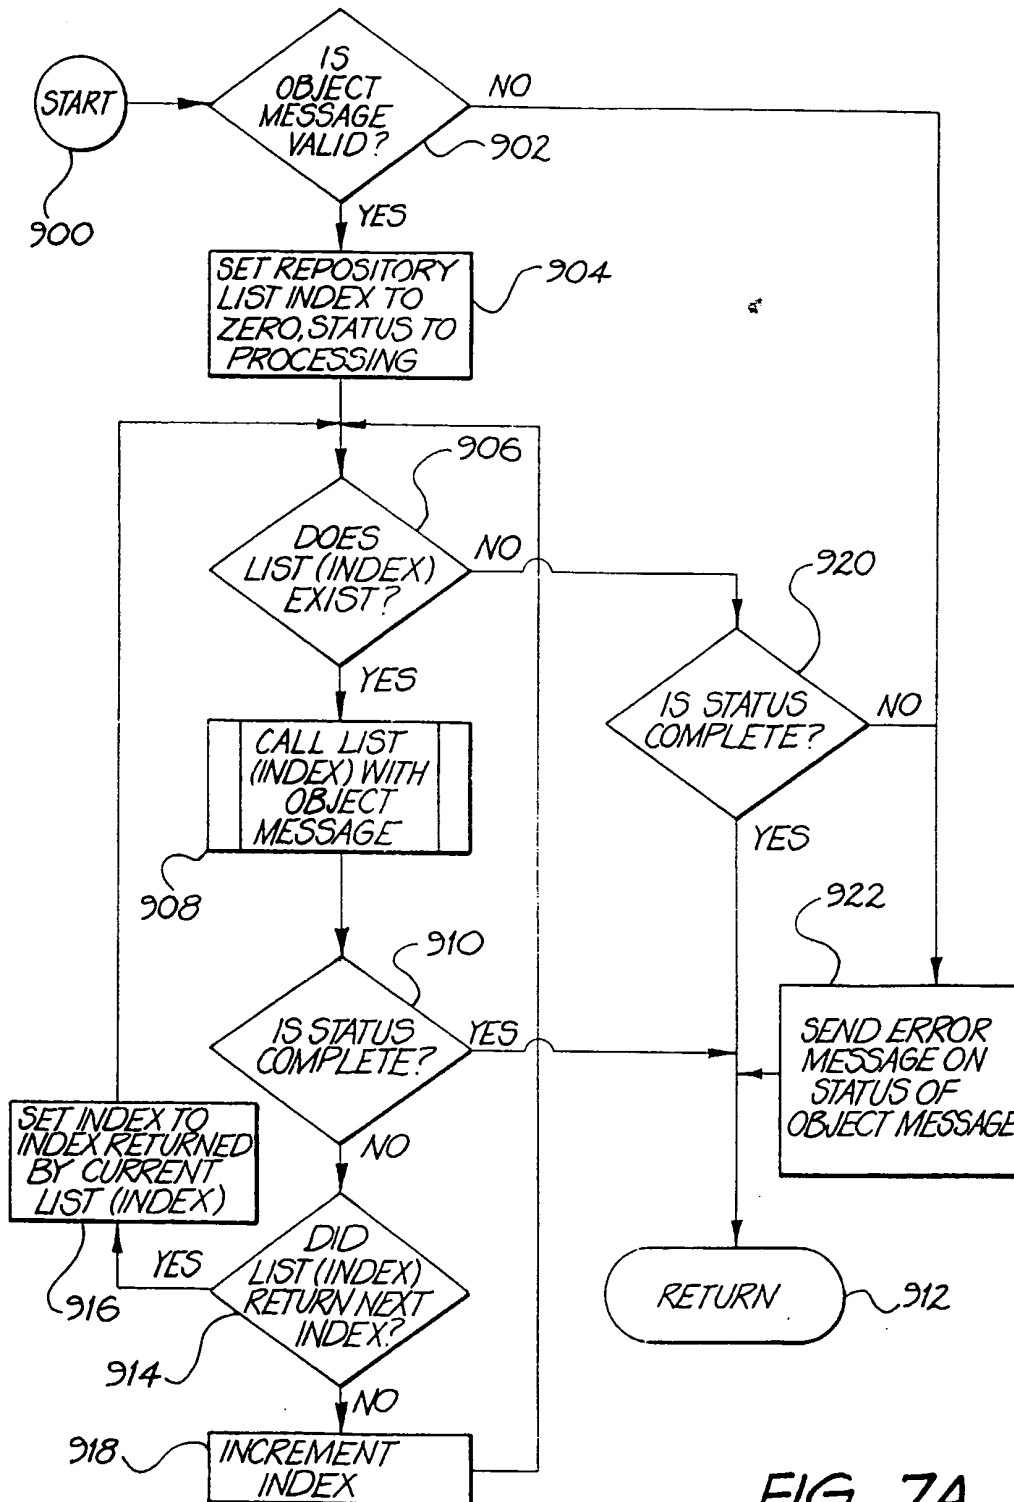 START
900
IS
OBJECT
MESSAGE
VALID?
902
NO
YES
SET REPOSITORY
LIST INDEX TO
ZERO, STATUS TO
PROCESSING
904
906
DOES
LIST (INDEX)
EXIST?
NO
YES
920
IS STATUS
COMPLETE?
NO
YES
CALL LIST
(INDEX) WITH
OBJECT
MESSAGE
908
910
IS STATUS
COMPLETE?
YES
NO
922
SEND ERROR
MESSAGE ON
STATUS OF
OBJECT MESSAGE
SET INDEX TO
INDEX RETURNED
BY CURRENT
LIST (INDEX)
916
YES
DID
LIST (INDEX)
RETURN NEXT
INDEX?
914
NO
RETURN
912
918
INCREMENT
INDEX
FIG. 7A